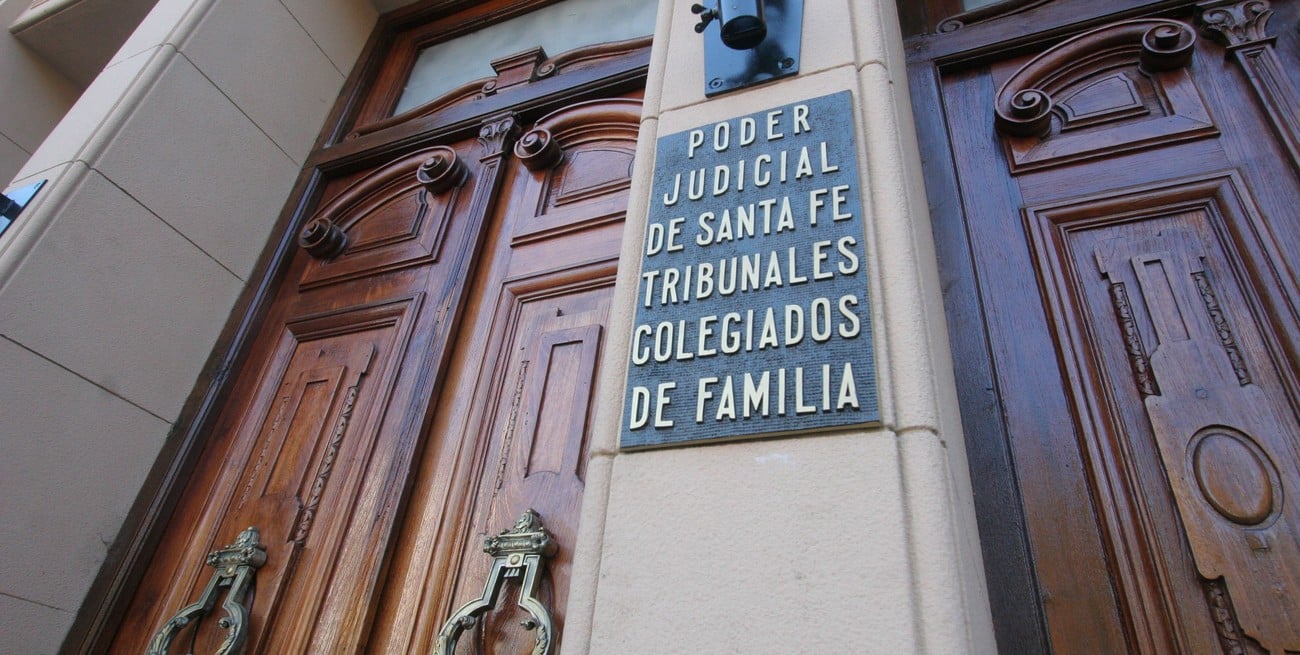 PODER
JUDICIAL
DE SANTA FE
TRIBUNALES
COLEGIADOS
DE FAMILIA